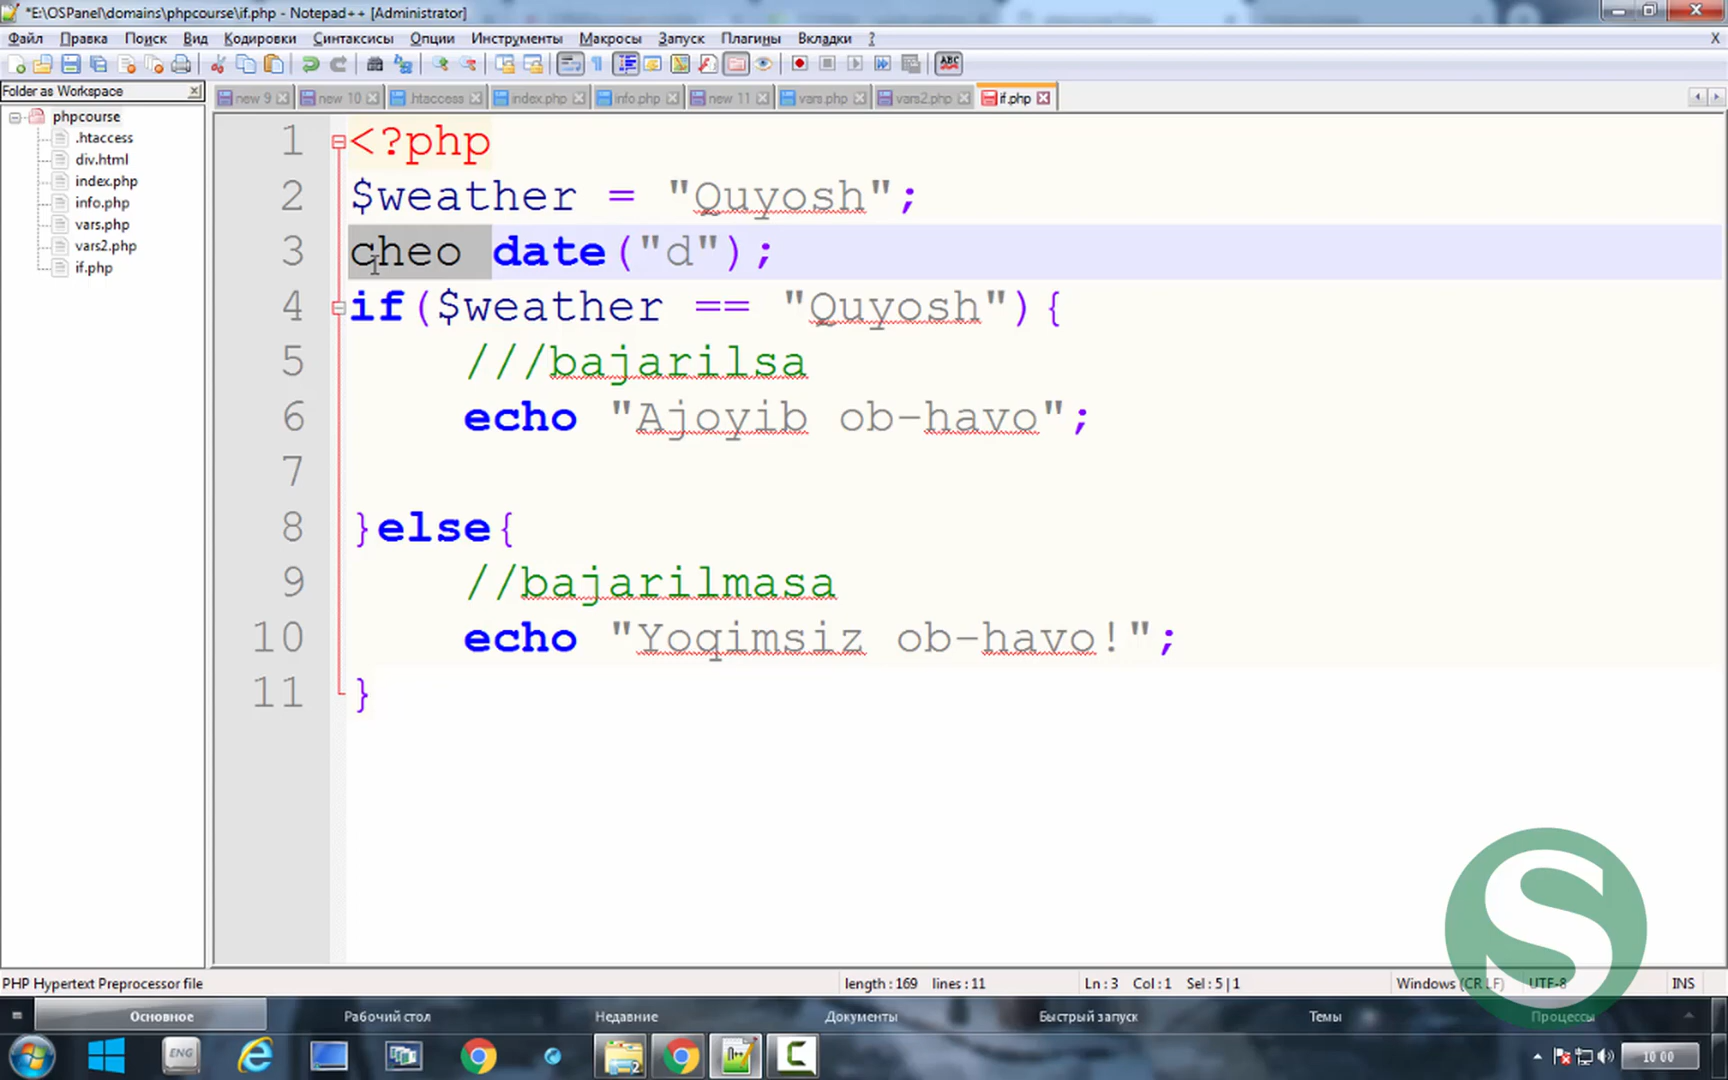 *E:\OSPanel\domains\phpcourse\if.php - Notepad++ [Administrator]
Файл Правка Поиск Вид Кодировки Синтаксисы Опции Инструменты Макросы Запуск Плагины Вкладки ? X
Folder as Workspace
new 9 new 10 .htaccess index.php info.php new 11 vars.php vars2.php if.php
phpcourse
.htaccess
div.html
index.php
info.php
vars.php
vars2.php
if.php
1 <?php
2 $weather = "Quyosh";
3 cheo date("d");
4 if($weather == "Quyosh"){
5 ///bajarilsa
6 echo "Ajoyib ob-havo";
7
8 }else{
9 //bajarilmasa
10 echo "Yoqimsiz ob-havo!";
11 }
S
PHP Hypertext Preprocessor file length : 169 lines : 11 Ln : 3 Col : 1 Sel : 5 | 1 Windows (CR LF) UTF-8 INS
Основное Рабочий стол Недавние Документы Быстрый запуск Темы Процессы
ENG 10 00